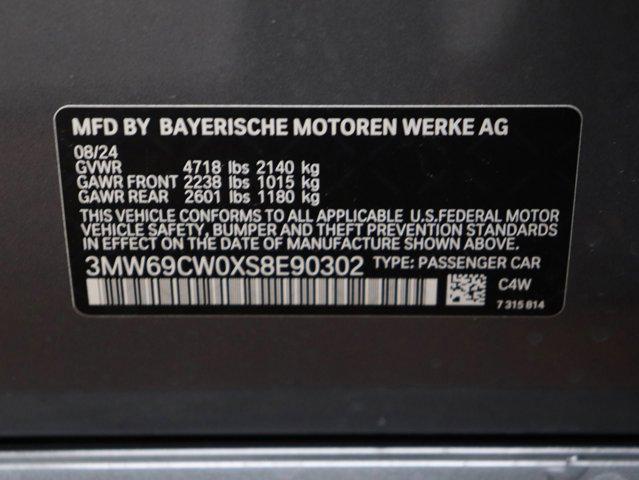 MFD BY BAYERISCHE MOTOREN WERKE AG
08/24
GVWR 4718 lbs 2140 kg
GAWR FRONT 2238 lbs 1015 kg
GAWR REAR 2601 lbs 1180 kg
THIS VEHICLE CONFORMS TO ALL APPLICABLE U.S.FEDERAL MOTOR
VEHICLE SAFETY, BUMPER AND THEFT PREVENTION STANDARDS
IN EFFECT ON THE DATE OF MANUFACTURE SHOWN ABOVE.
3MW69CW0XS8E90302 TYPE: PASSENGER CAR
C4W
7 315 814